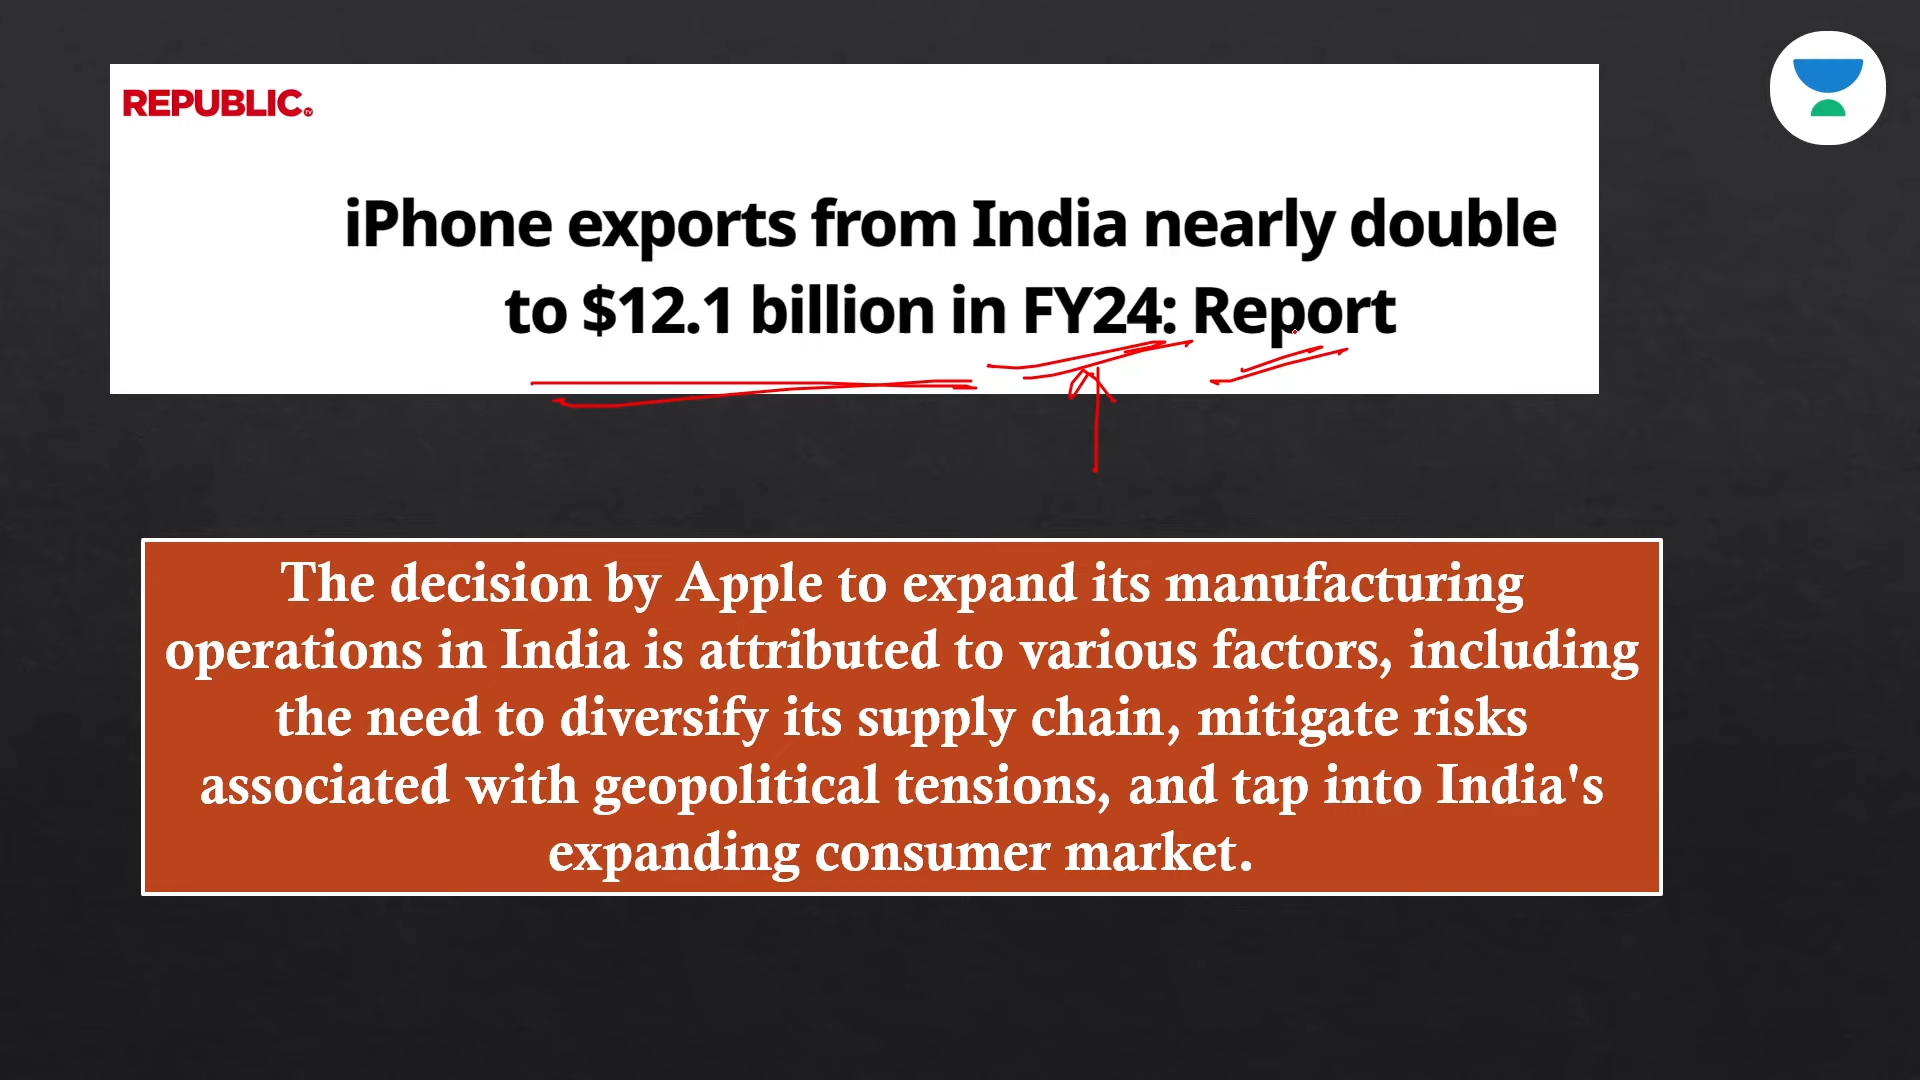 REPUBLIC.
iPhone exports from India nearly double
to $12.1 billion in FY24: Report
The decision by Apple to expand its manufacturing
operations in India is attributed to various factors, including
the need to diversify its supply chain, mitigate risks
associated with geopolitical tensions, and tap into India's
expanding consumer market.